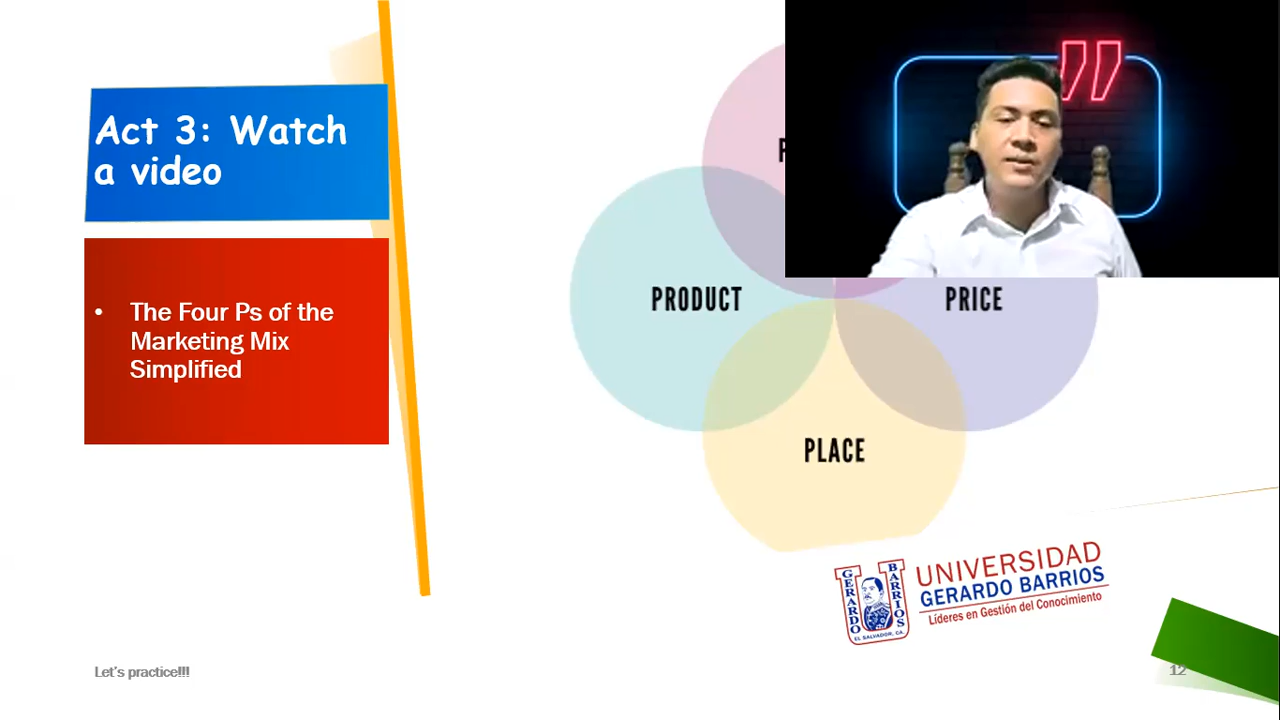 Act 3: Watch
a video
• The Four Ps of the
Marketing Mix
Simplified
PRODUCT
PRICE
PLACE
GERARDO
BARRIOS
EL SALVADOR, C.A.
UNIVERSIDAD
GERARDO BARRIOS
Líderes en Gestión del Conocimiento
Let's practice!!!
12